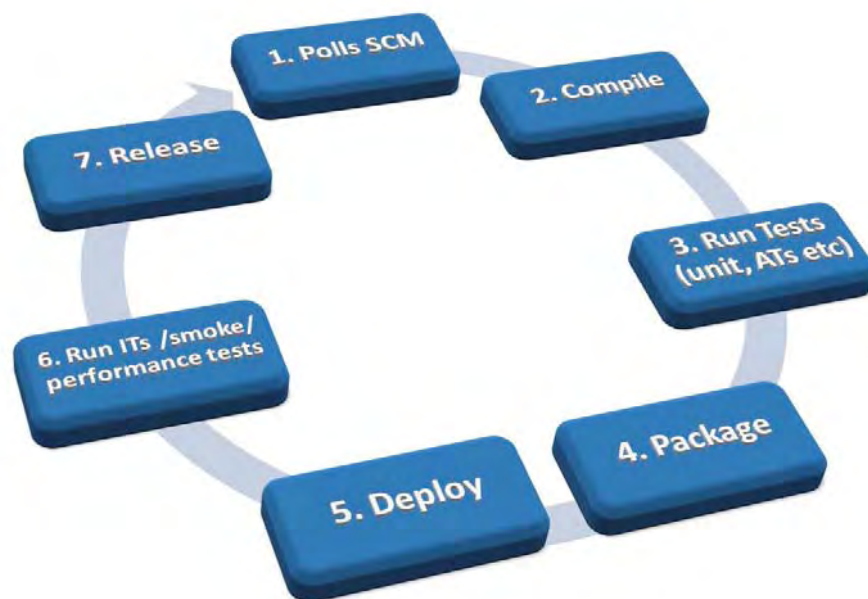 1. Polls SCM
2. Compile
3. Run Tests
(unit, ATs etc)
4. Package
5. Deploy
6. Run ITs /smoke/
performance tests
7. Release